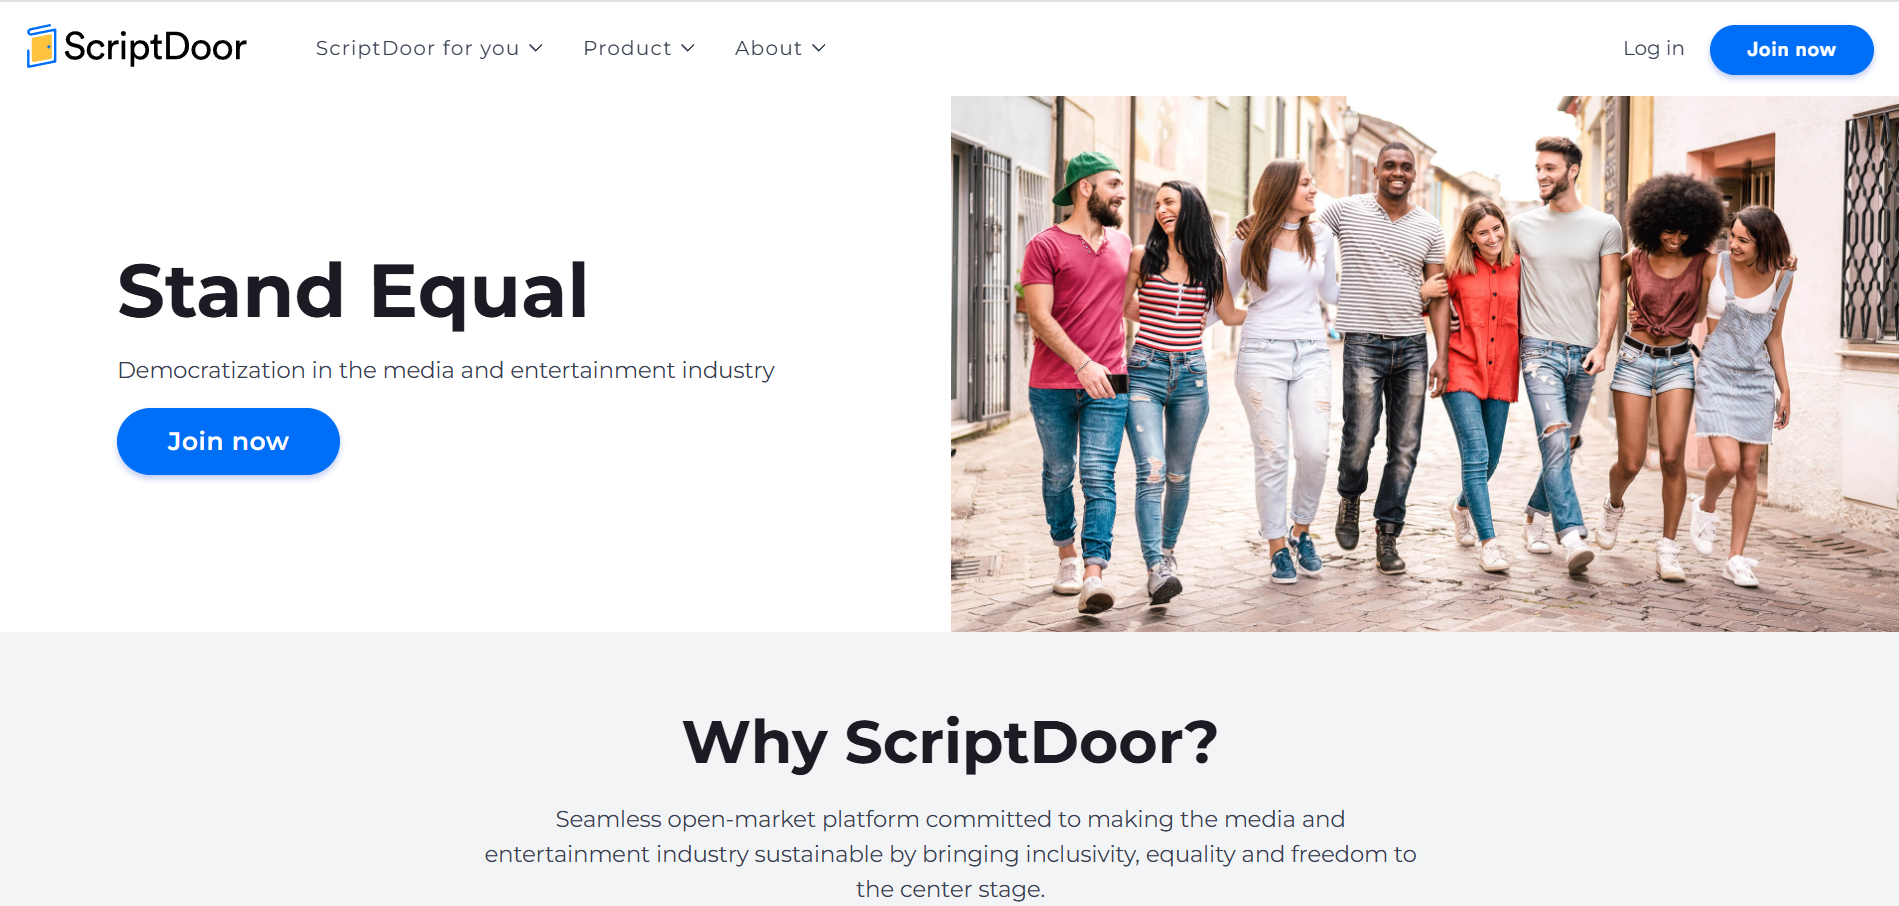 ScriptDoor
ScriptDoor for you
Product
About
Log in
Join now
Stand Equal
Democratization in the media and entertainment industry
Join now
Why ScriptDoor?
Seamless open-market platform committed to making the media and
entertainment industry sustainable by bringing inclusivity, equality and freedom to
the center stage.